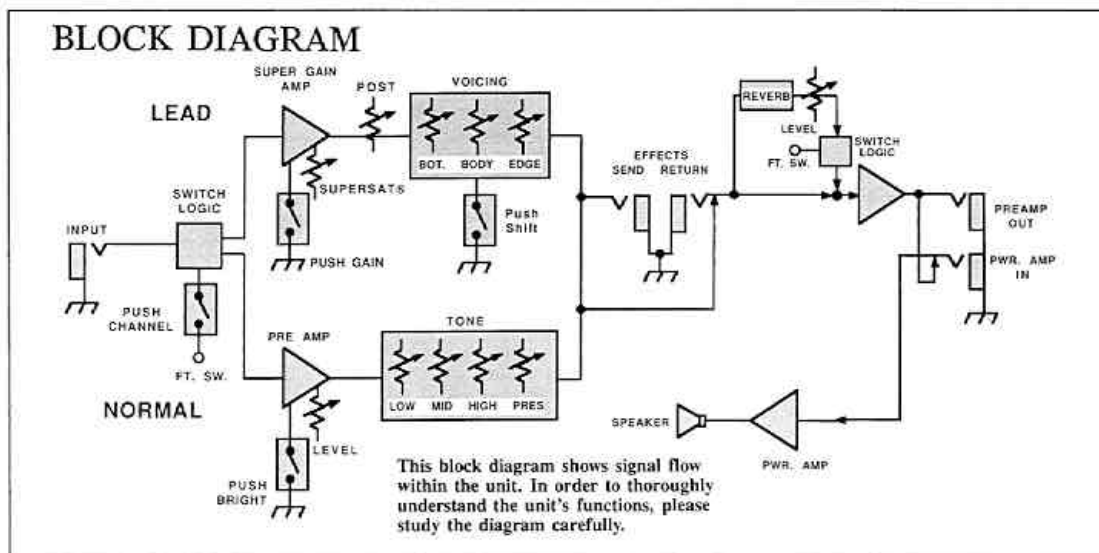 BLOCK DIAGRAM
SUPER GAIN
AMP
LEAD
POST
VOICING
BOT. BODY EDGE
SUPERSAT®
PUSH GAIN
Push
Shift
SWITCH
LOGIC
INPUT
PUSH
CHANNEL
FT. SW.
NORMAL
PRE AMP
LEVEL
PUSH
BRIGHT
TONE
LOW MID HIGH PRES.
EFFECTS
SEND RETURN
REVERB
LEVEL
FT. SW.
SWITCH
LOGIC
PREAMP
OUT
PWR. AMP
IN
SPEAKER
PWR. AMP
This block diagram shows signal flow
within the unit. In order to thoroughly
understand the unit's functions, please
study the diagram carefully.